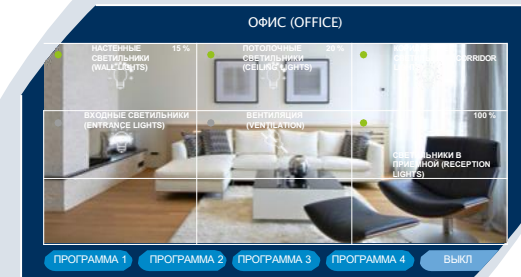 ОФИС (OFFICE)
НАСТЕННЫЕ 15 %
СВЕТИЛЬНИКИ
(WALL LIGHTS)
ПОТОЛОЧНЫЕ 20 %
СВЕТИЛЬНИКИ
(CEILING LIGHTS)
CORRIDOR
ВХОДНЫЕ СВЕТИЛЬНИКИ
(ENTRANCE LIGHTS)
ВЕНТИЛЯЦИЯ
(VENTILATION)
100 %
СВЕТИЛЬНИКИ В
ПРИЕМНОЙ (RECEPTION
LIGHTS)
ПРОГРАММА 1
ПРОГРАММА 2
ПРОГРАММА 3
ПРОГРАММА 4
ВЫКЛ